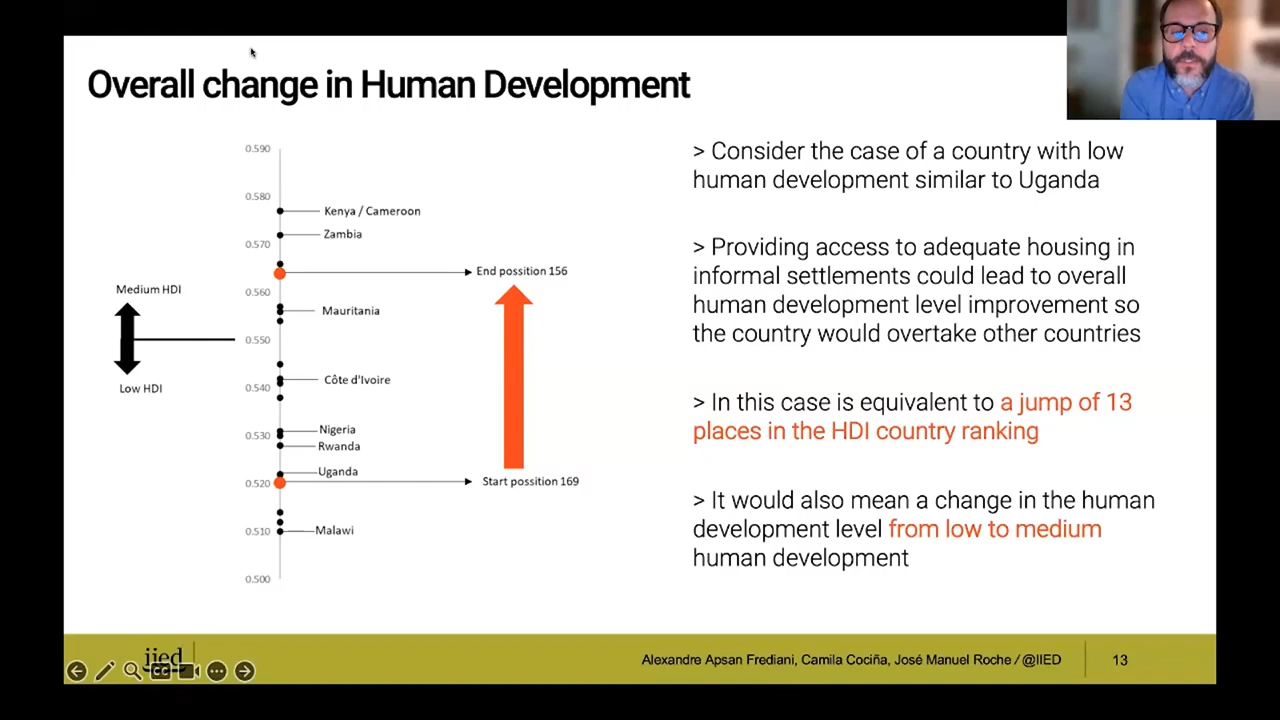 Overall change in Human Development
0.590
0.580
0.570
0.560
0.550
0.540
0.530
0.520
0.510
0.500
Kenya / Cameroon
Zambia
End possition 156
Medium HDI
Mauritania
Low HDI
Côte d'Ivoire
Nigeria
Rwanda
Uganda
Start possition 169
Malawi
> Consider the case of a country with low
human development similar to Uganda
> Providing access to adequate housing in
informal settlements could lead to overall
human development level improvement so
the country would overtake other countries
> In this case is equivalent to a jump of 13
places in the HDI country ranking
> It would also mean a change in the human
development level from low to medium
human development
iied
CC
Alexandre Apsan Frediani, Camila Cociña, José Manuel Roche / @IIED
13